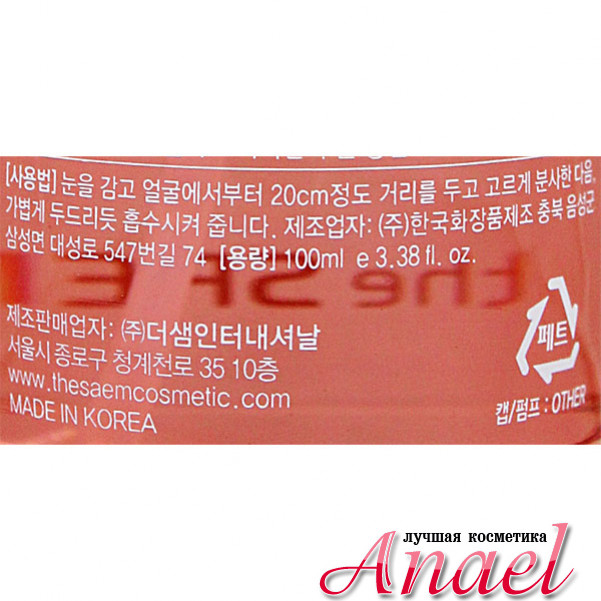 [사용법] 눈을 감고 얼굴에서부터 20cm정도 거리를 두고 고르게 분사한 다음,
가볍게 두드리듯 흡수시켜 줍니다. 제조업자: (주)한국화장품제조 충북 음성군
삼성면 대성로 547번길 74 [용량] 100ml e 3.38 fl. oz.
the
제조판매업자: (주)더샘인터내셔날
서울시 종로구 청계천로 35 10층
www.thesaemcosmetic.com
MADE IN KOREA
페트
캡/펌프 : OTHER
лучшая косметика
Anael